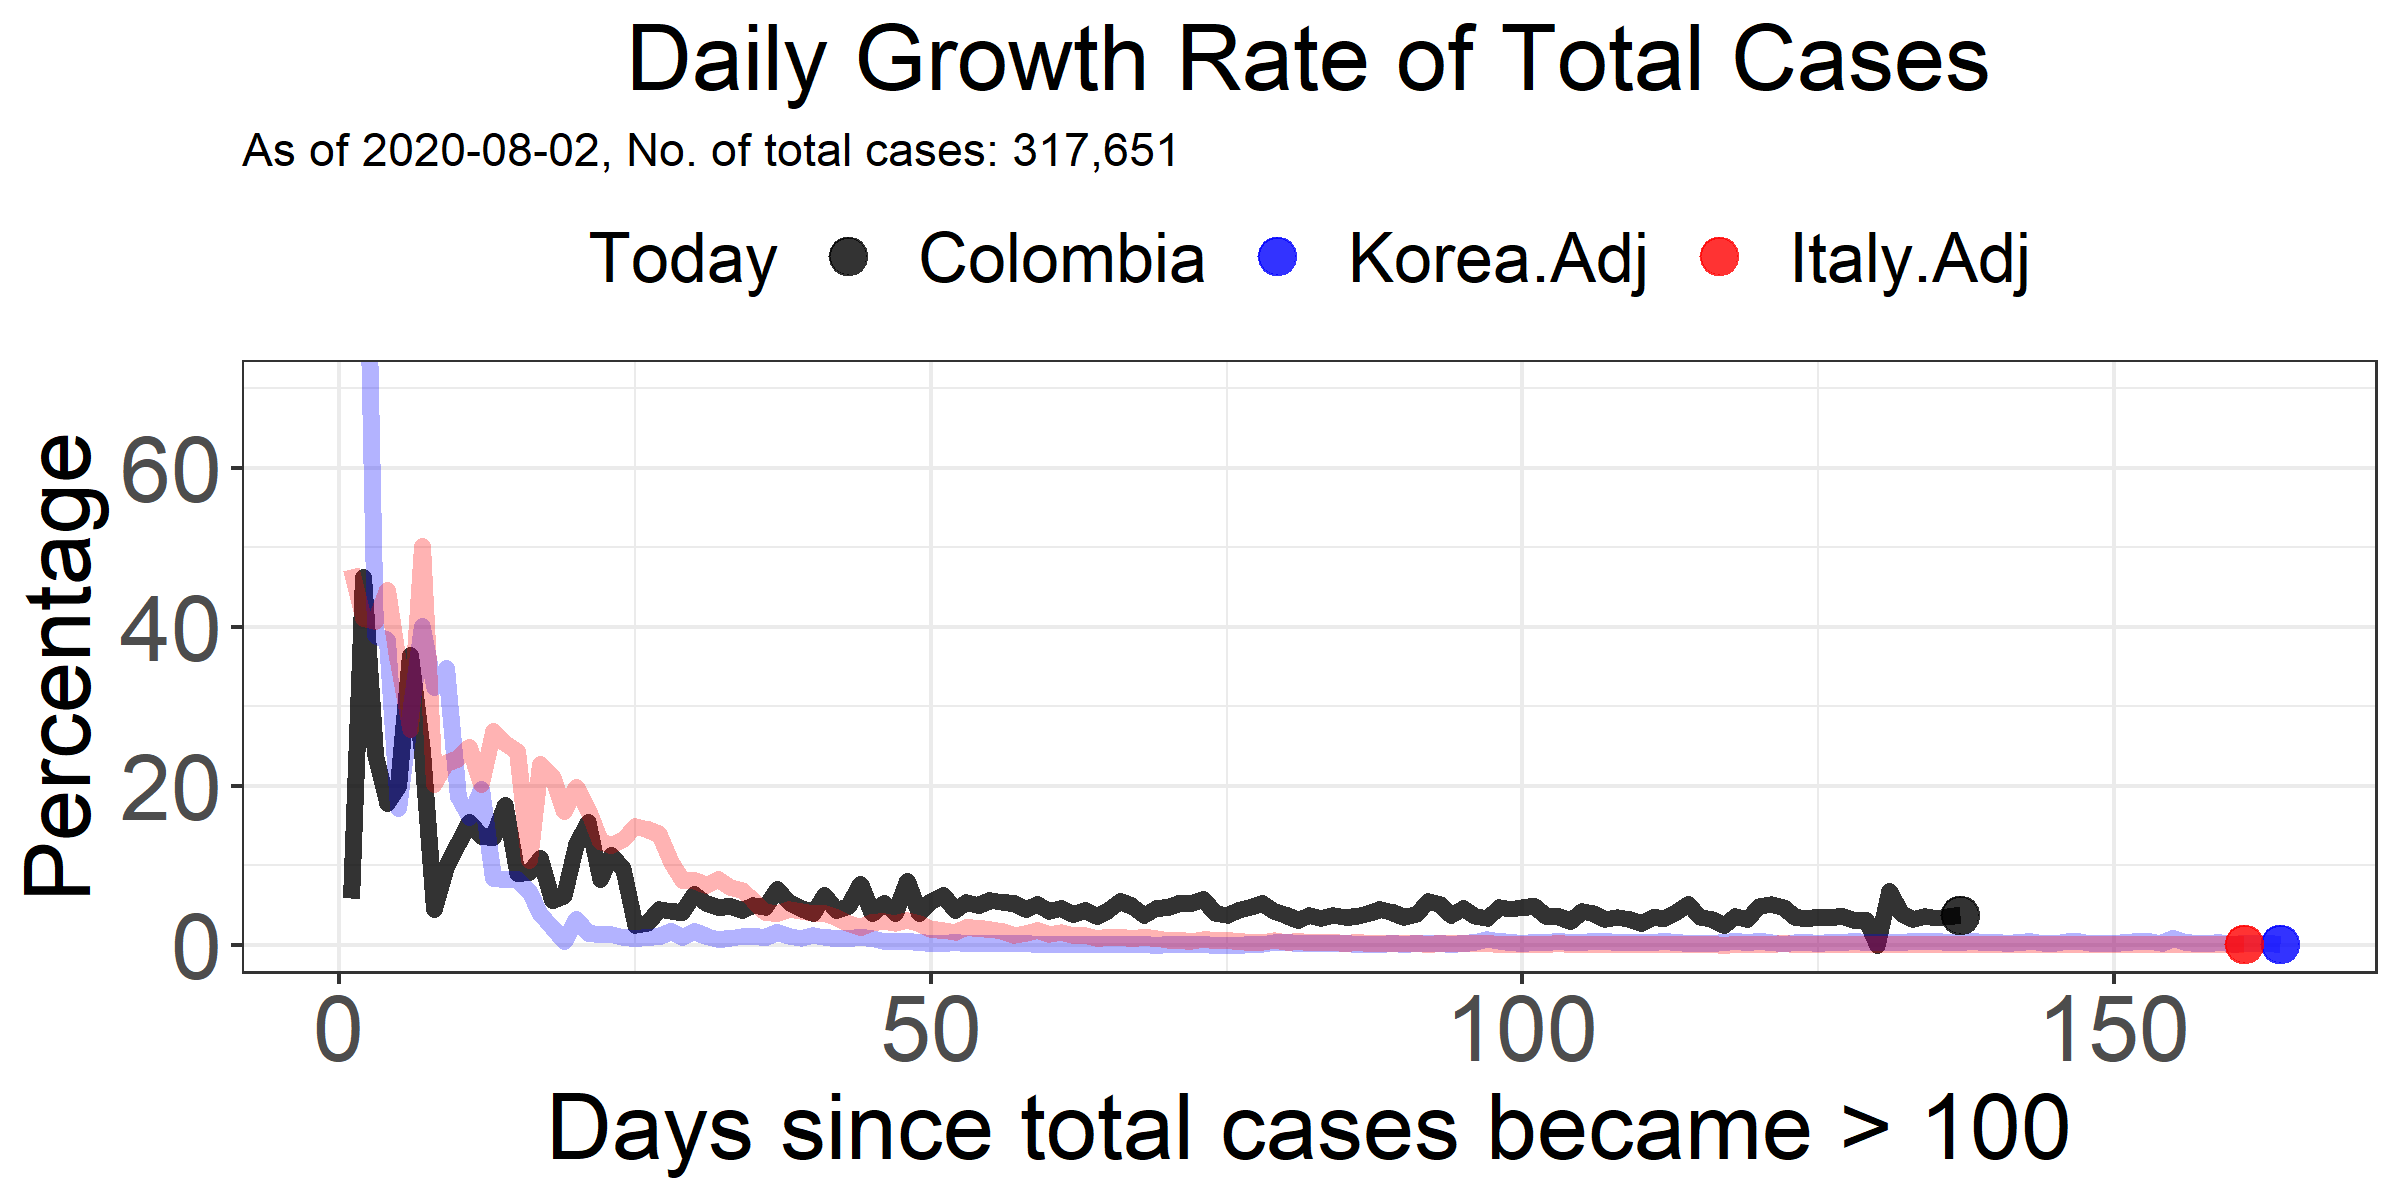 Daily Growth Rate of Total Cases
As of 2020-08-02, No. of total cases: 317,651
Today Colombia Korea.Adj Italy.Adj
Percentage
60
40
20
0
0 50 100 150
Days since total cases became > 100